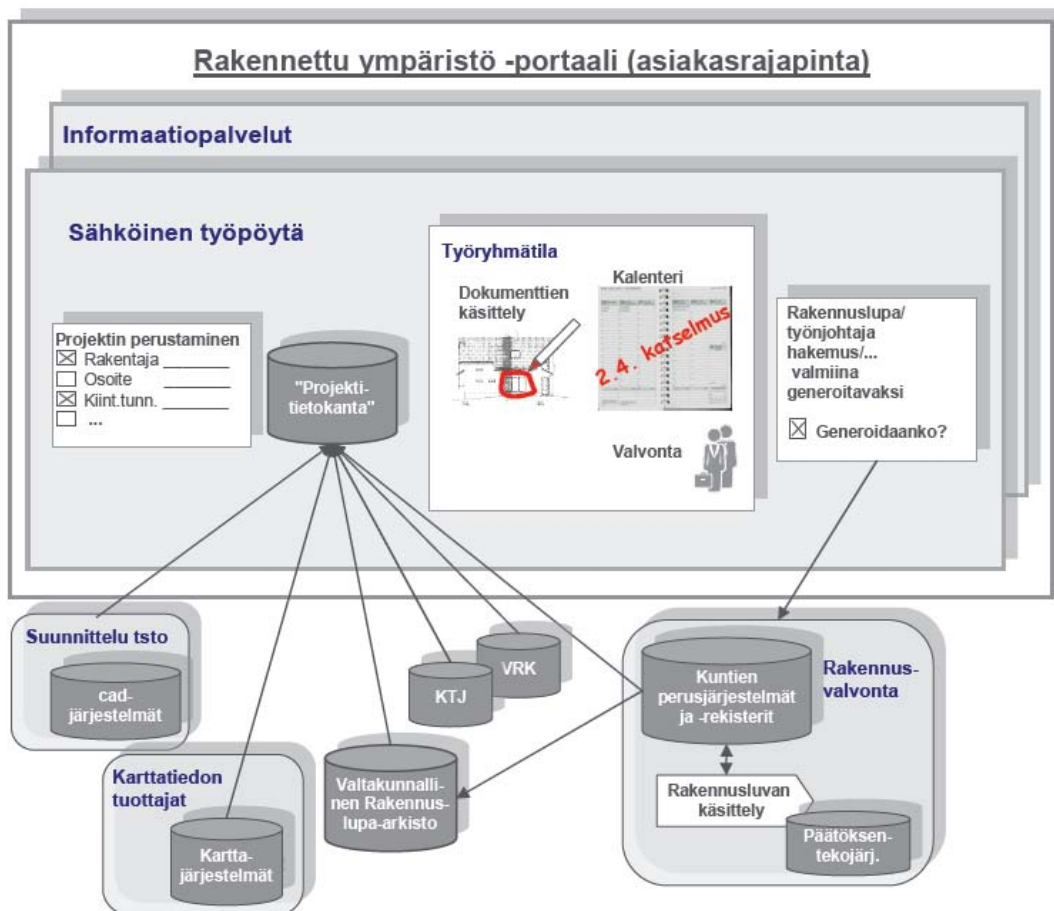 Rakennettu ympäristö -portaali (asiakasrajapinta)
Informaatiopalvelut
Sähköinen työpöytä
Projektin perustaminen
Rakentaja
Osoite
Kiint.tunn.
...
"Projekti-
tietokanta"
Työryhmätila
Dokumenttien
käsittely
Kalenteri
2.4. katselmus
Valvonta
Rakennuslupa/
työnjohtaja
hakemus/...
valmiina
generoitavaksi
Generoidaanko?
Suunnittelu tsto
cad-
järjestelmät
Karttatiedon
tuottajat
Kartta-
järjestelmät
KTJ
VRK
Valtakunnalli-
nen Rakennus-
lupa-arkisto
Kuntien
perusjärjestelmät
ja -rekisterit
Rakennus-
valvonta
Rakennusluvan
käsittely
Päätöksen-
tekojärj.